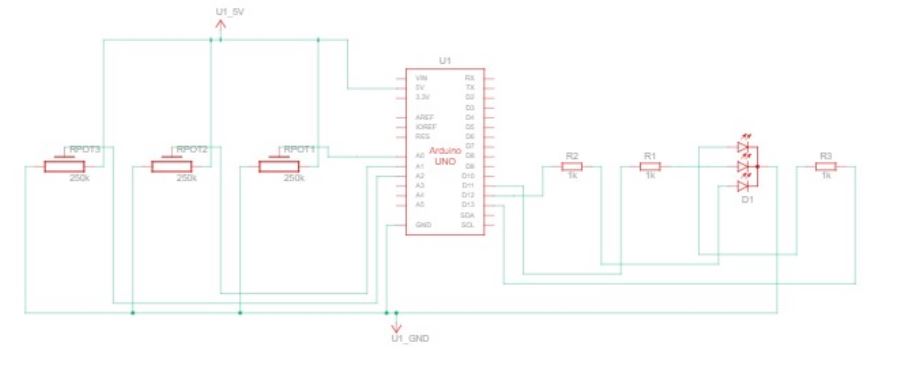 U1_5V
U1
VIN
5V
3.3V
AREF
IOREF
RES
A0
A1
A2
A3
A4
A5
GND
Arduino
UNO
RX
TX
D2
D3
D4
D5
D6
D7
D8
D9
D10
D11
D12
D13
SDA
SCL
RPOT3
250k
RPOT2
250k
RPOT1
250k
R2
1k
R1
1k
D1
R3
1k
U1_GND